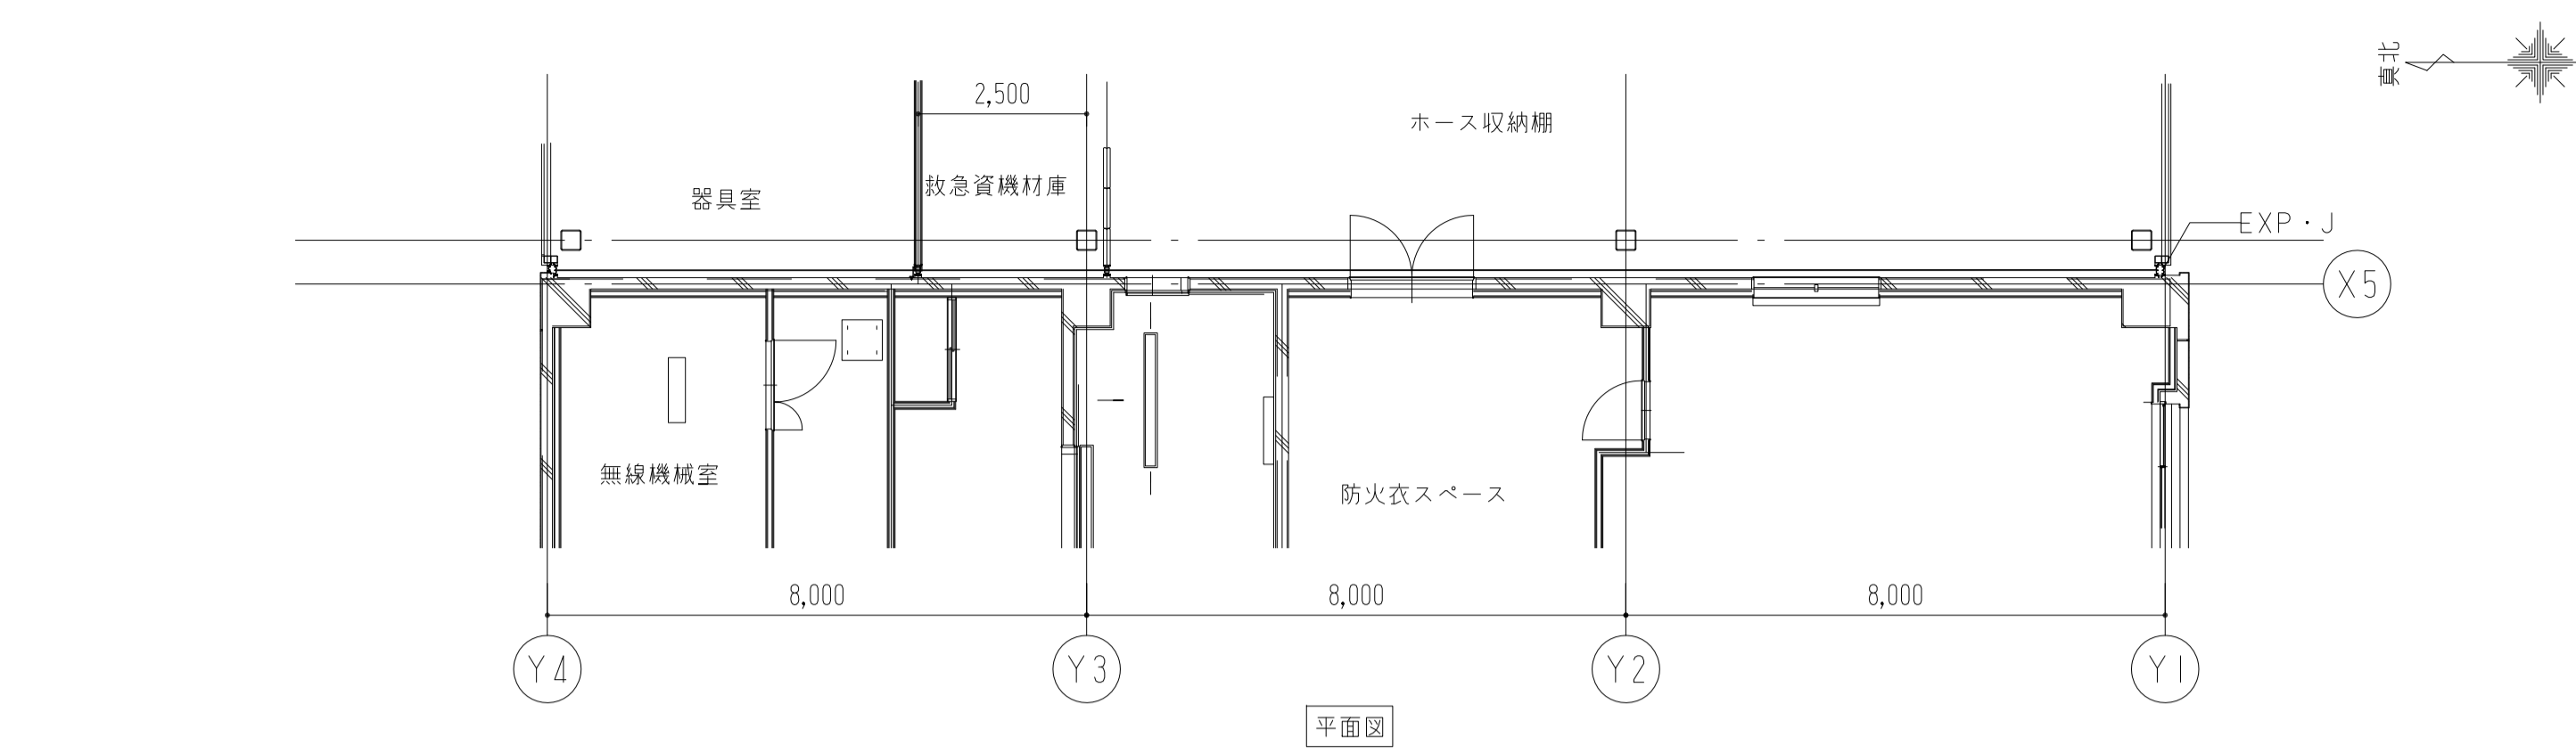 真北
2,500
ホース収納棚
救急資機材庫
器具室
EXP・J
X5
無線機械室
防火衣スペース
8,000
8,000
8,000
Y4
Y3
Y2
Y1
平面図